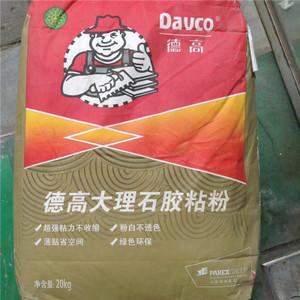 Davco®
德高
德高大理石胶粘粉
✓超强粘力不收缩 ✓粉白不透色
✓薄贴省空间 ✓绿色环保
净含量: 20kg
PAREX